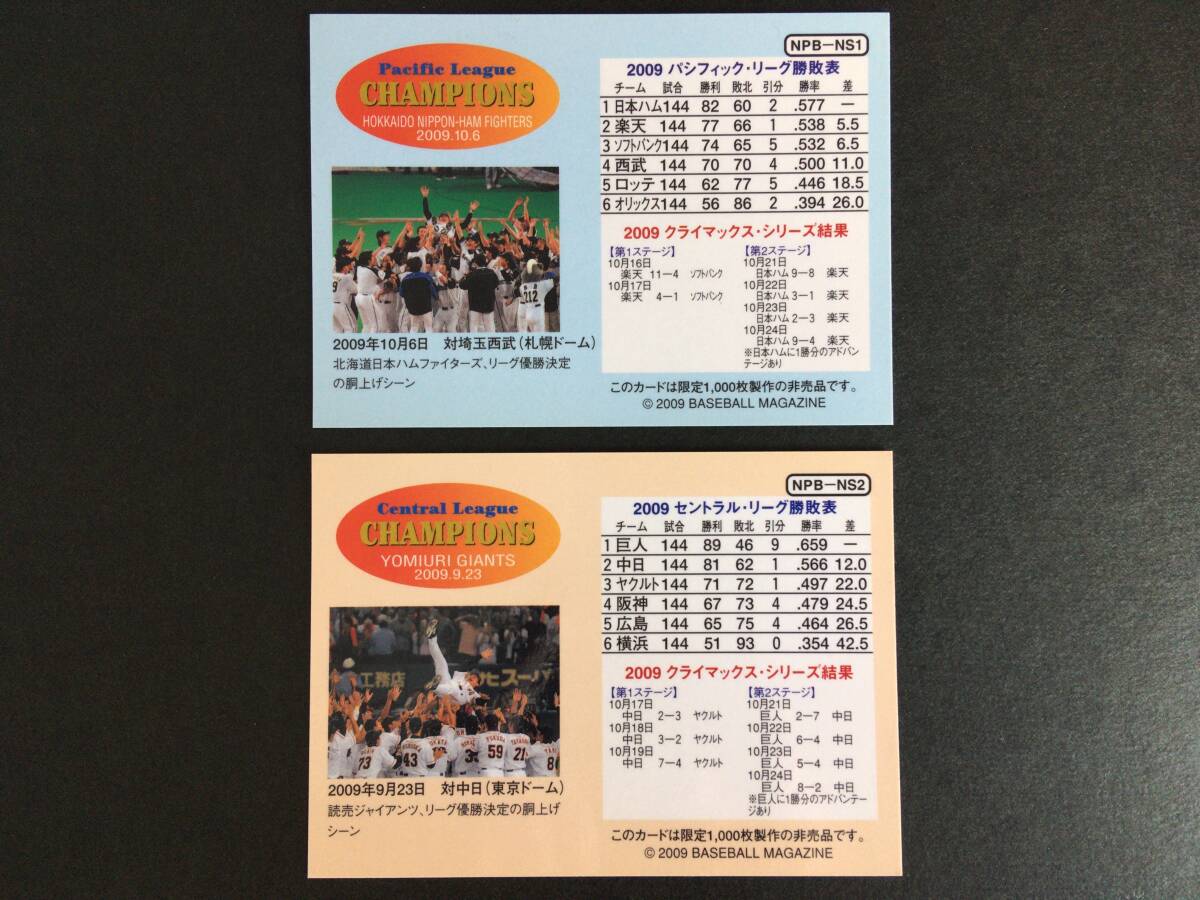 Pacific League
CHAMPIONS
HOKKAIDO NIPPON-HAM FIGHTERS
2009.10.6
212
2009年10月6日 対埼玉西武(札幌ドーム)
北海道日本ハムファイターズ、リーグ優勝決定
の胴上げシーン
NPB-NS1
2009 パシフィック・リーグ勝敗表
チーム 試合 勝利 敗北 引分 勝率 差
1 日本ハム 144 82 60 2 .577 ー
2 楽天 144 77 66 1 .538 5.5
3 ソフトバンク 144 74 65 5 .532 6.5
4 西武 144 70 70 4 .500 11.0
5 ロッテ 144 62 77 5 .446 18.5
6 オリックス 144 56 86 2 .394 26.0
2009 クライマックス・シリーズ結果
【第1ステージ】
10月16日
楽天 11ー4 ソフトバンク
10月17日
楽天 4ー1 ソフトバンク
【第2ステージ】
10月21日
日本ハム 9ー8 楽天
10月22日
日本ハム 3ー1 楽天
10月23日
日本ハム 2ー3 楽天
10月24日
日本ハム 9ー4 楽天
※日本ハムに1勝分のアドバン
テージあり
このカードは限定1,000枚製作の非売品です。
© 2009 BASEBALL MAGAZINE
Central League
CHAMPIONS
YOMIURI GIANTS
2009.9.23
工務店
73 43 59 21 8
2009年9月23日 対中日(東京ドーム)
読売ジャイアンツ、リーグ優勝決定の胴上げ
シーン
NPB-NS2
2009 セントラル・リーグ勝敗表
チーム 試合 勝利 敗北 引分 勝率 差
1 巨人 144 89 46 9 .659 ー
2 中日 144 81 62 1 .566 12.0
3 ヤクルト 144 71 72 1 .497 22.0
4 阪神 144 67 73 4 .479 24.5
5 広島 144 65 75 4 .464 26.5
6 横浜 144 51 93 0 .354 42.5
2009 クライマックス・シリーズ結果
【第1ステージ】
10月17日
中日 2ー3 ヤクルト
10月18日
中日 3ー2 ヤクルト
10月19日
中日 7ー4 ヤクルト
【第2ステージ】
10月21日
巨人 2ー7 中日
10月22日
巨人 6ー4 中日
10月23日
巨人 5ー4 中日
10月24日
巨人 8ー2 中日
※巨人に1勝分のアドバンテー
ジあり
このカードは限定1,000枚製作の非売品です。
© 2009 BASEBALL MAGAZINE